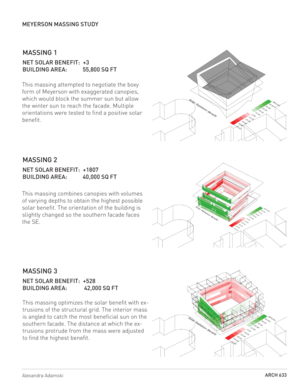 MEYERSON MASSING STUDY
MASSING 1
NET SOLAR BENEFIT: +3
BUILDING AREA: 55,800 SQ FT
This massing attempted to negotiate the boxy
form of Meyerson with exaggerated canopies,
which would block the summer sun but allow
the winter sun to reach the facade. Multiple
orientations were tested to find a positive solar
benefit.
MASSING 2
NET SOLAR BENEFIT: +1807
BUILDING AREA: 40,000 SQ FT
This massing combines canopies with volumes
of varying depths to obtain the highest possible
solar benefit. The orientation of the building is
slightly changed so the southern facade faces
the SE.
MASSING 3
NET SOLAR BENEFIT: +528
BUILDING AREA: 42,000 SQ FT
This massing optimizes the solar benefit with ex-
trusions of the structural grid. The interior mass
is angled to catch the most beneficial sun on the
southern facade. The distance at which the ex-
trusions protrude from the mass were adjusted
to find the highest benefit.
Alexandra Adamski
ARCH 633